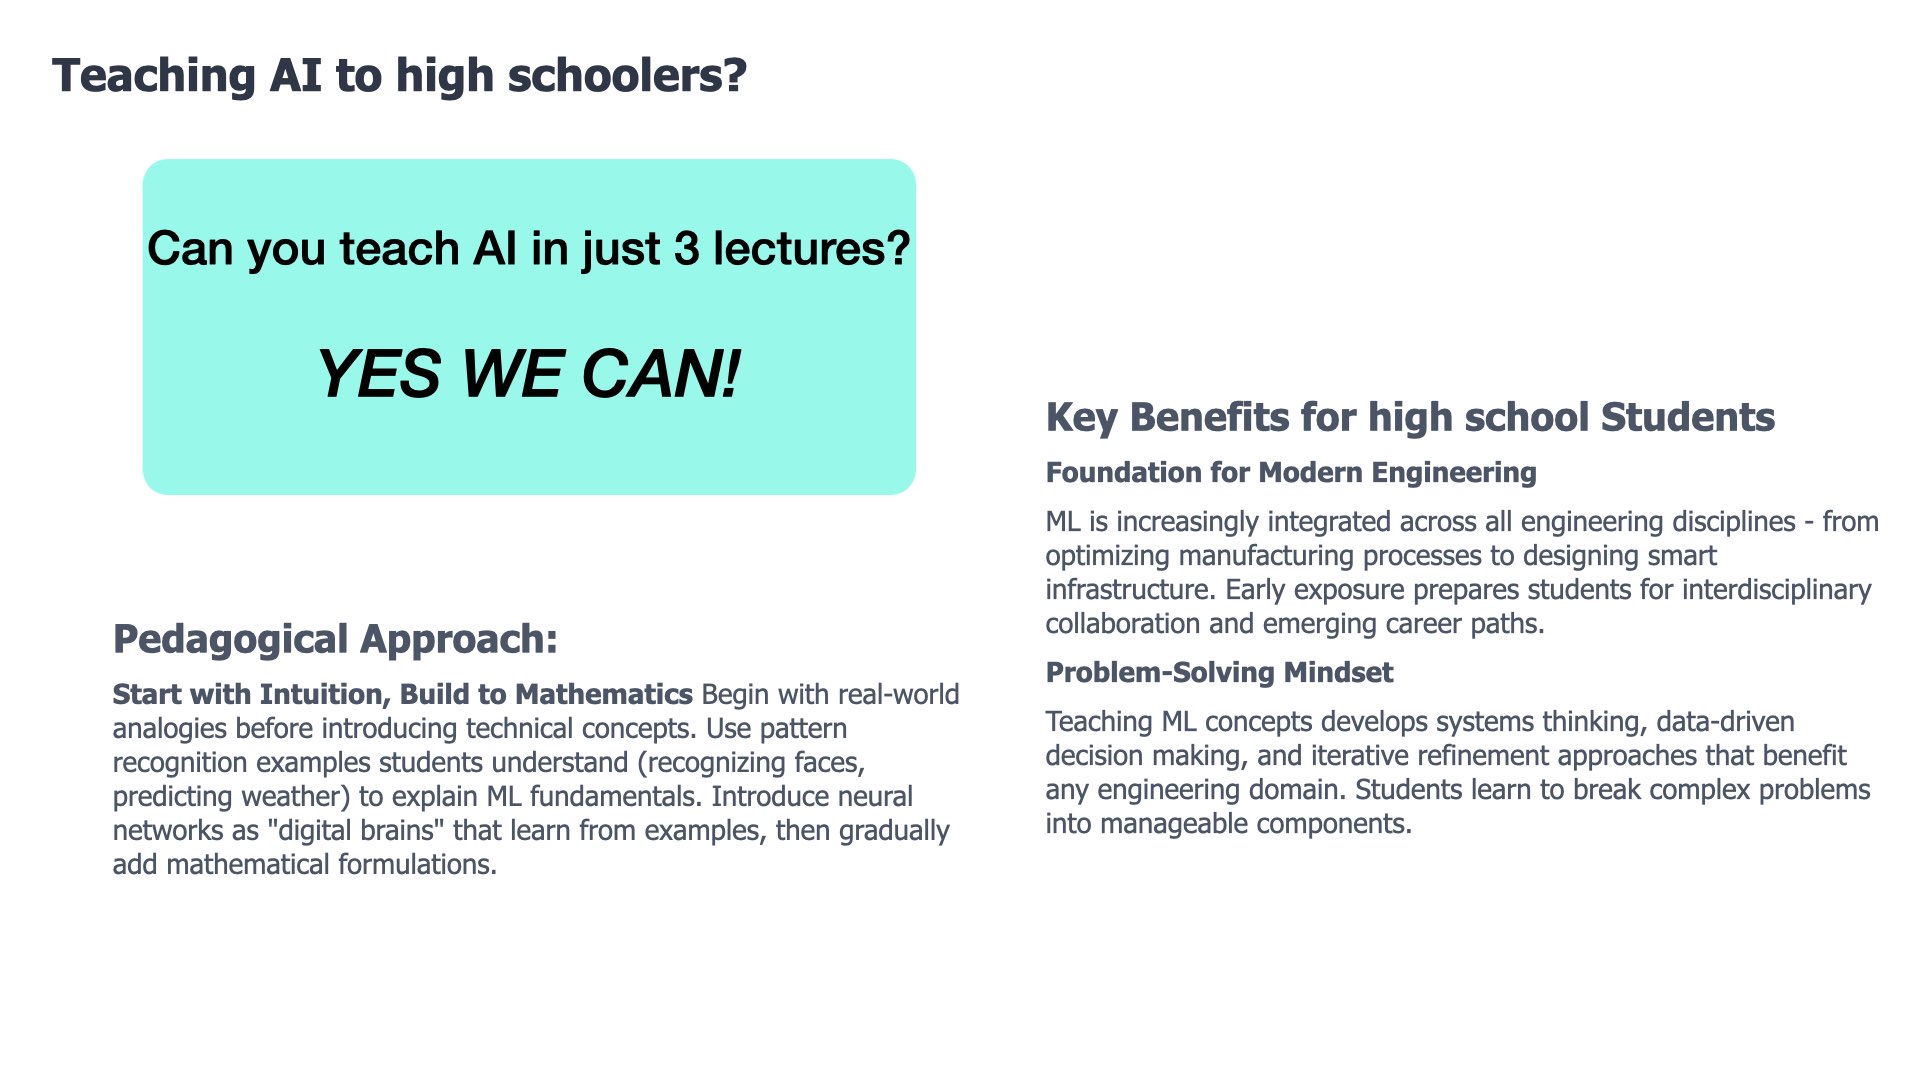 Teaching AI to high schoolers?
Can you teach AI in just 3 lectures?
YES WE CAN!
Pedagogical Approach:
Start with Intuition, Build to Mathematics Begin with real-world
analogies before introducing technical concepts. Use pattern
recognition examples students understand (recognizing faces,
predicting weather) to explain ML fundamentals. Introduce neural
networks as "digital brains" that learn from examples, then gradually
add mathematical formulations.
Key Benefits for high school Students
Foundation for Modern Engineering
ML is increasingly integrated across all engineering disciplines - from
optimizing manufacturing processes to designing smart
infrastructure. Early exposure prepares students for interdisciplinary
collaboration and emerging career paths.
Problem-Solving Mindset
Teaching ML concepts develops systems thinking, data-driven
decision making, and iterative refinement approaches that benefit
any engineering domain. Students learn to break complex problems
into manageable components.